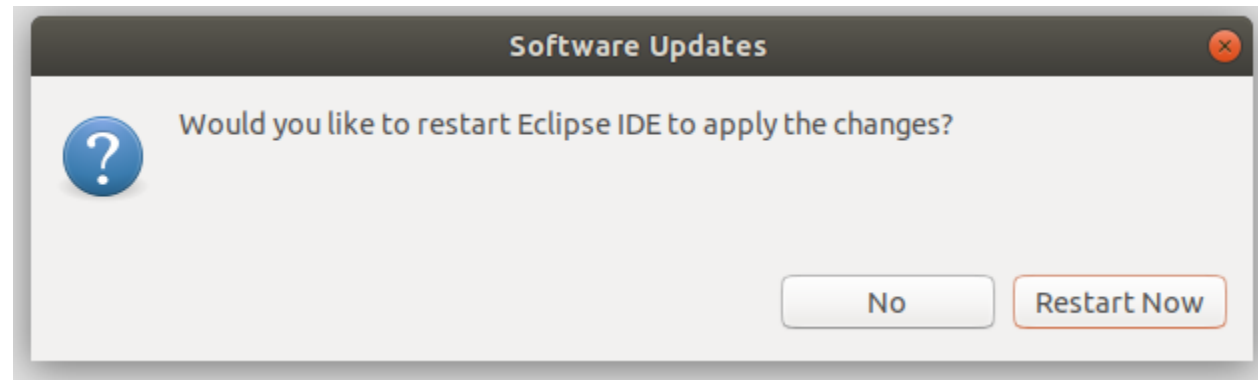 Software Updates
Would you like to restart Eclipse IDE to apply the changes?
No
Restart Now